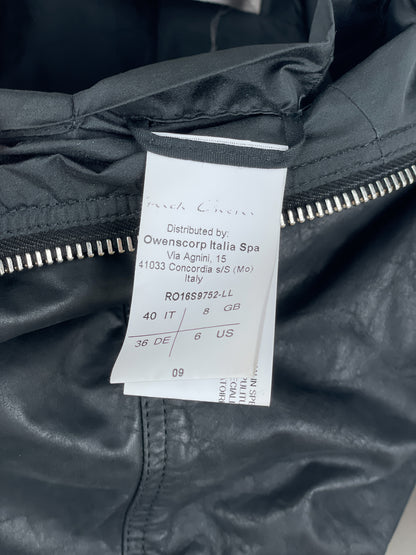 Distributed by:
Owenscorp Italia Spa
Via Agnini, 15
41033 Concordia s/S (Mo)
Italy
RO16S9752-LL
40 IT 8 GB
36 DE 6 US
09